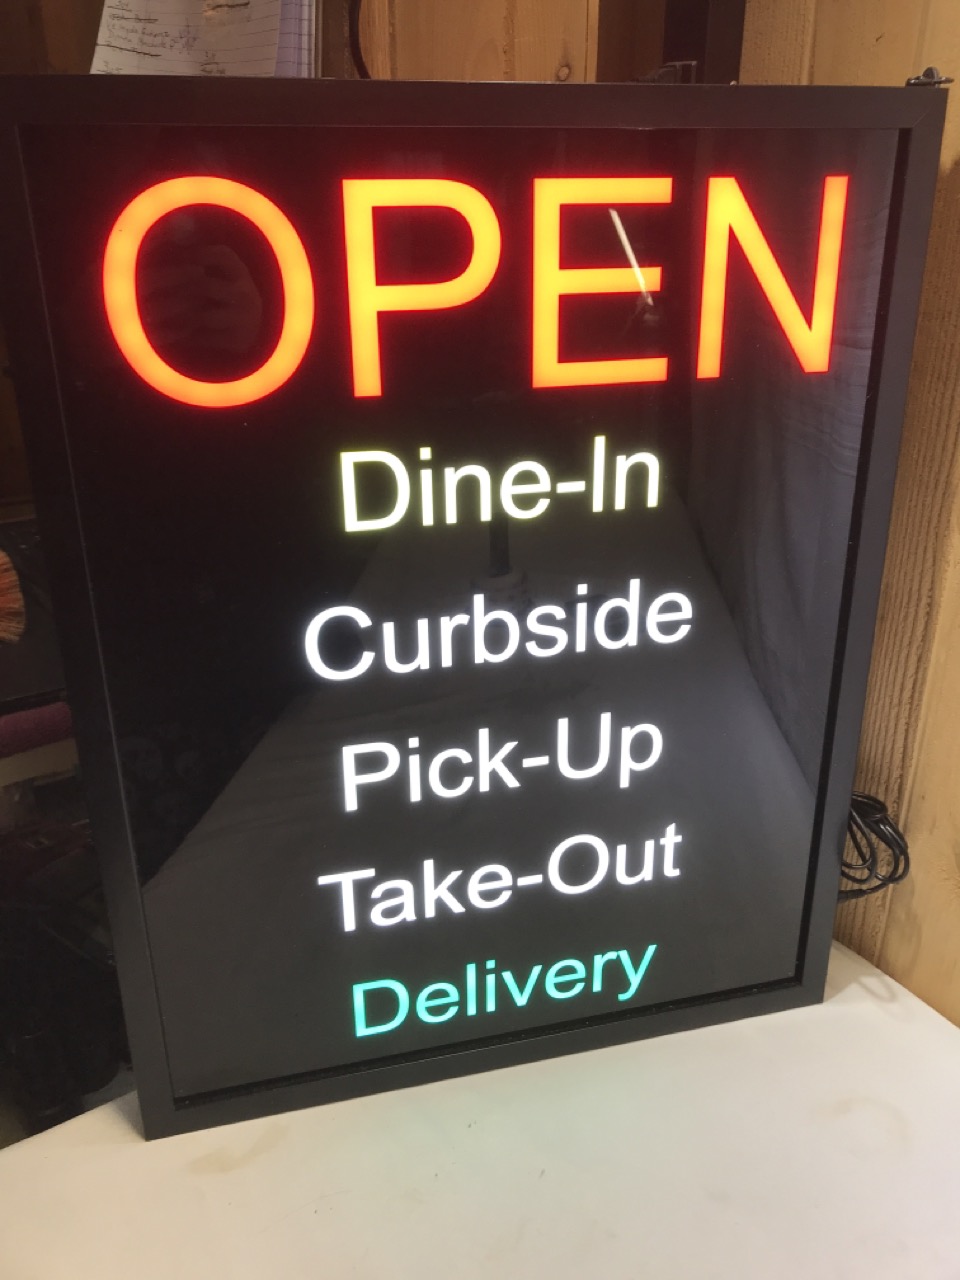 OPEN
Dine-In
Curbside
Pick-Up
Take-Out
Delivery